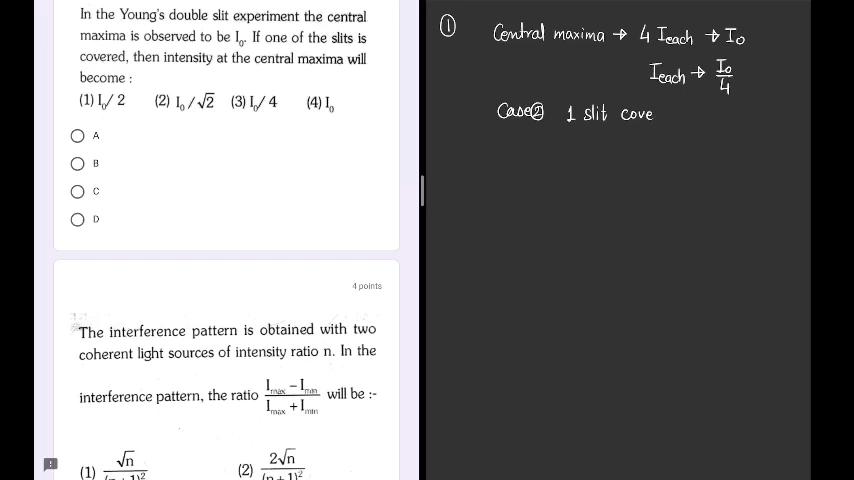 In the Young's double slit experiment the central
maxima is observed to be I₀. If one of the slits is
covered, then intensity at the central maxima will
become :
(1) I₀/ 2 (2) I₀ /√2 (3) I₀/ 4 (4) I₀
A
B
C
D
4 points
The interference pattern is obtained with two
coherent light sources of intensity ratio n. In the
interference pattern, the ratio (Imax − Imin)/(Imax + Imin) will be :-
(1) √n/(n + 1)² (2) 2√n/(n + 1)²
① Central maxima → 4 Ieach → I₀
Ieach → I₀/4
Case② 1 slit cove